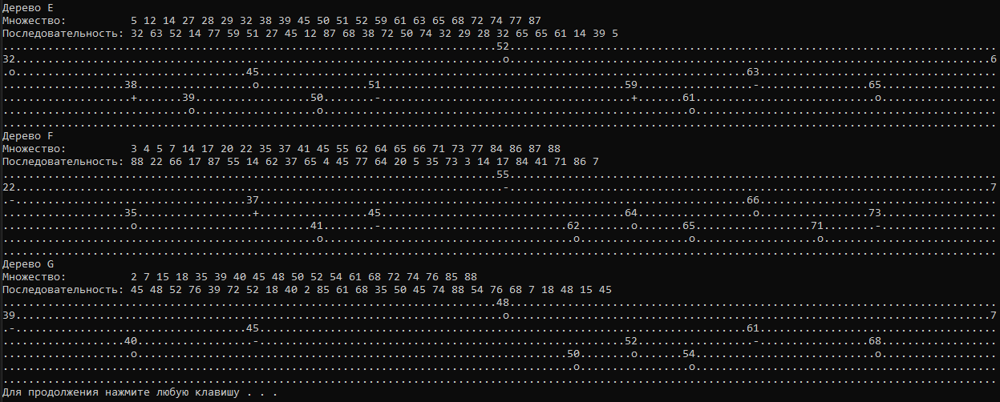 Дерево E
Множество:          5 12 14 27 28 29 32 38 39 45 50 51 52 59 61 63 65 68 72 74 77 87
Последовательность: 32 63 52 14 77 59 51 27 45 12 87 68 38 72 50 74 32 29 28 32 65 65 61 14 39 5
.............................................................................52............................................................................
32............................................................................o...........................................................................6
.o....................................45............................................................................63.....................................
...................38..................o.................51......................................97...................-.................65..................
....................+.......39..................50........-.......................................+.......61............................o..................
.............................o...................o.........................................................o...............................................
...........................................................................................................................................................
Дерево F
Множество:          3 4 5 7 14 17 20 22 35 37 41 45 55 62 64 65 66 71 73 77 84 86 87 88
Последовательность: 88 22 66 17 87 55 14 62 37 65 4 45 77 64 20 5 35 73 3 14 17 84 41 71 86 7
.............................................................................55............................................................................
22............................................................................-...........................................................................7
.-....................................37............................................................................66.....................................
...................35..................+.................45......................................64...................o.................73..................
....................o...........................41........-.............................62........o.......65..................71........-..................
.................................................o.......................................o.................o...................o...........................
...........................................................................................................................................................
Дерево G
Множество:          2 7 15 18 35 39 40 45 48 50 52 54 61 68 72 74 76 85 88
Последовательность: 45 48 52 76 39 72 52 18 40 2 85 61 68 35 50 45 74 88 54 76 68 7 18 48 15 45
.............................................................................48............................................................................
39............................................................................o...........................................................................7
.-....................................45............................................................................61.....................................
...................40..................-.........................................................52...................-.................68..................
....................o...................................................................50........o.......54............................o..................
.........................................................................................o.................o...............................................
...........................................................................................................................................................
Для продолжения нажмите любую клавишу . . .